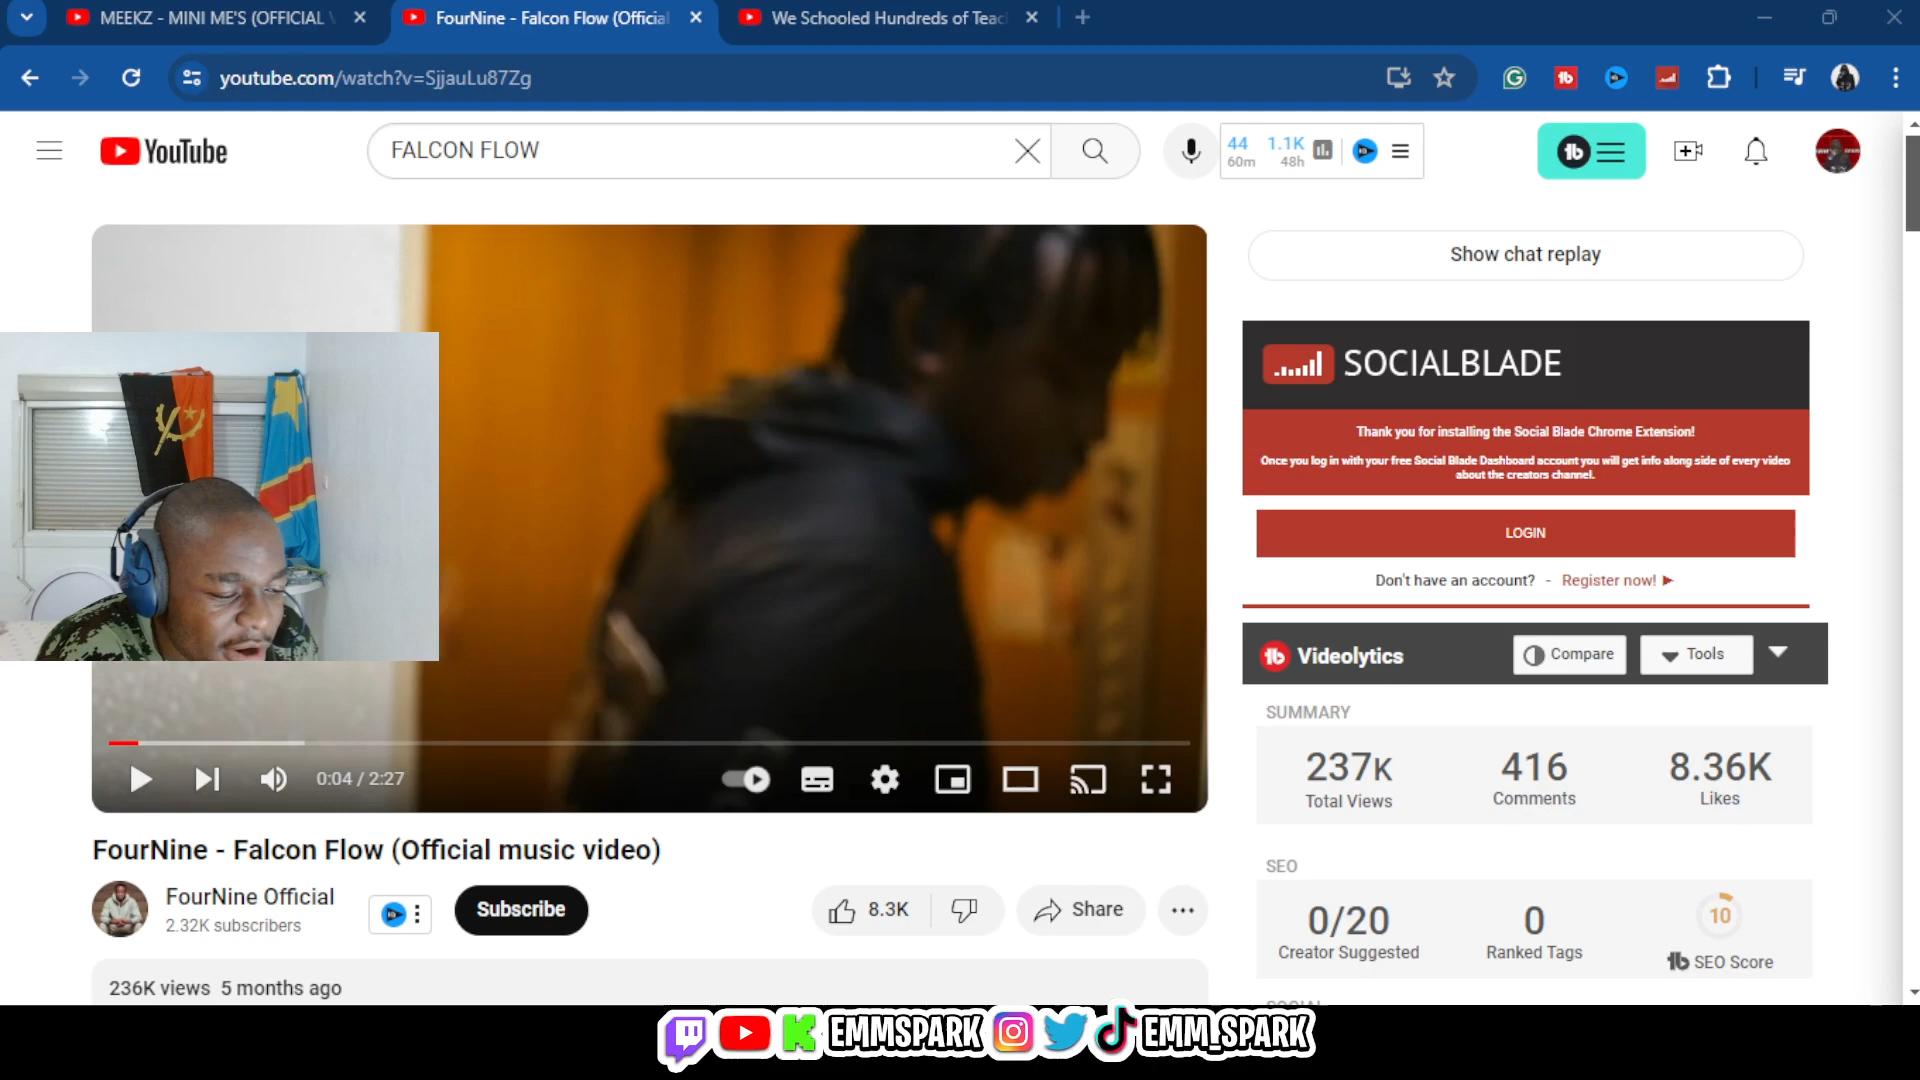 MEEKZ - MINI ME'S (OFFICIAL
FourNine - Falcon Flow (Official
We Schooled Hundreds of Teac
youtube.com/watch?v=SjjauLu87Zg
YouTube
FALCON FLOW
44
60m
1.1K
48h
Show chat replay
SOCIALBLADE
Thank you for installing the Social Blade Chrome Extension!
Once you log in with your free Social Blade Dashboard account you will get info along side of every video
about the creators channel.
LOGIN
Don't have an account? - Register now! ►
Videolytics
Compare
Tools
SUMMARY
237K
Total Views
416
Comments
8.36K
Likes
SEO
0/20
Creator Suggested
0
Ranked Tags
10
SEO Score
0:04 / 2:27
FourNine - Falcon Flow (Official music video)
FourNine Official
2.32K subscribers
Subscribe
8.3K
Share
236K views 5 months ago
EMMSPARK
EMM_SPARK